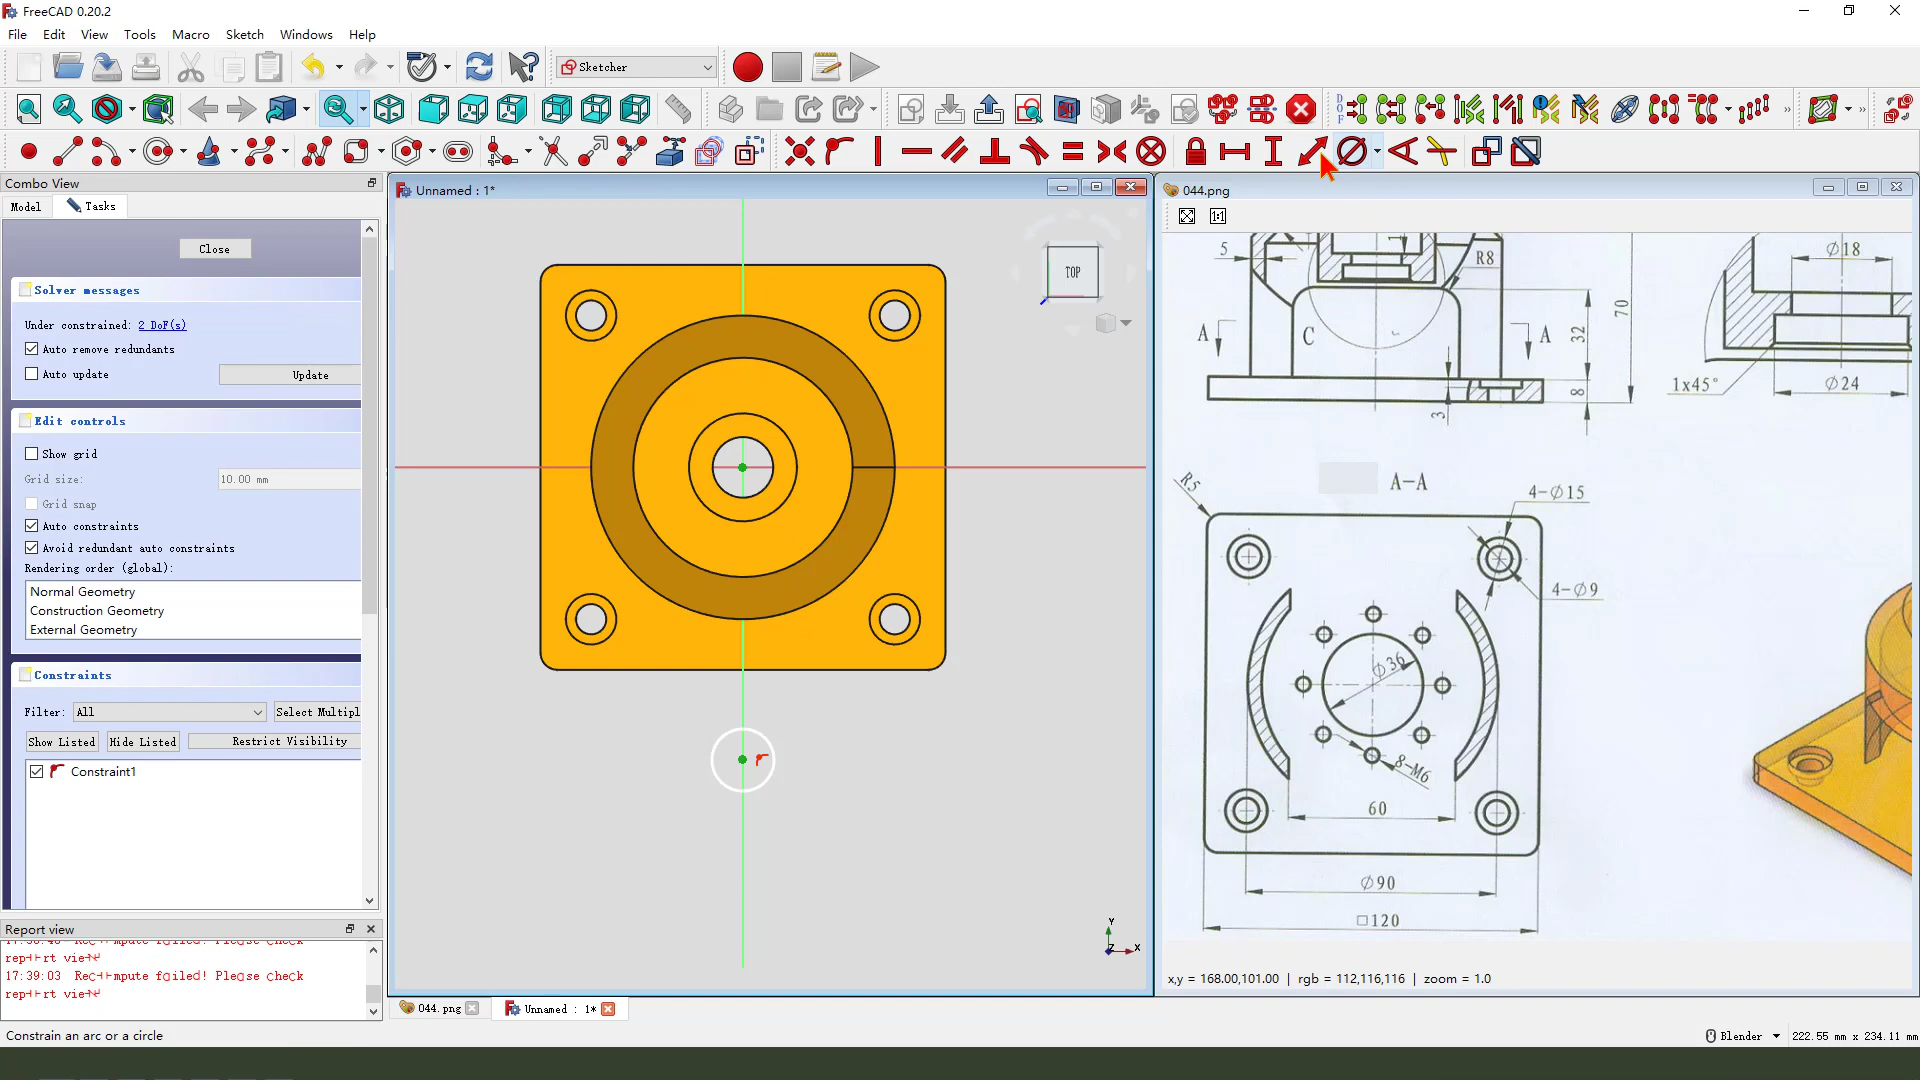 FreeCAD 0.20.2
File Edit View Tools Macro Sketch Windows Help
Sketcher
Combo View
Model Tasks
Close
Solver messages
Under constrained: 2 DoF(s)
Auto remove redundants
Auto update Update
Edit controls
Show grid
Grid size: 10.00 mm
Grid snap
Auto constraints
Avoid redundant auto constraints
Rendering order (global):
Normal Geometry
Construction Geometry
External Geometry
Constraints
Filter: All Select Multipl
Show Listed Hide Listed Restrict Visibility
Constraint1
Report view
17:39:03
Constrain an arc or a circle
Unnamed : 1*
TOP
Y
Z X
044.png Unnamed : 1*
044.png
1:1
5
R8
A C A
32
70
8
3
Ø18
1x45°
Ø24
R5
A-A
4-Ø15
4-Ø9
Ø36
8-M6
60
Ø90
□120
x,y = 168.00,101.00 | rgb = 112,116,116 | zoom = 1.0
Blender 222.55 mm x 234.11 mm